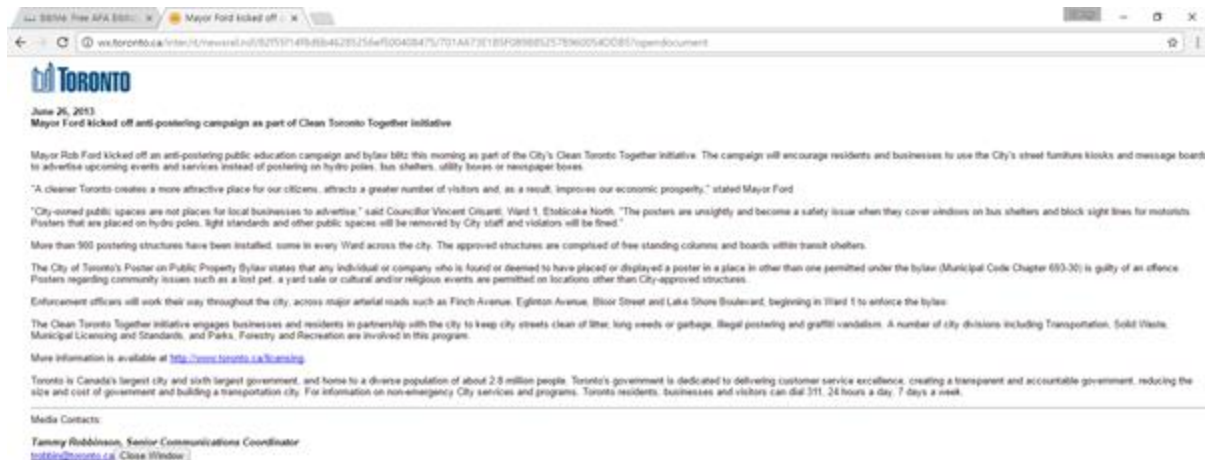 BibMe: Free APA Biblio
Mayor Ford kicked off
wx.toronto.ca
TORONTO
June 26, 2013
Mayor Ford kicked off anti-postering campaign as part of Clean Toronto Together initiative
Mayor Rob Ford kicked off an anti-postering public education campaign and bylaw blitz this morning as part of the City's Clean Toronto Together initiative. The campaign will encourage residents and businesses to use the City's street furniture kiosks and message boards
to advertise upcoming events and services instead of postering on hydro poles, bus shelters, utility boxes or newspaper boxes.
"A cleaner Toronto creates a more attractive place for our citizens, attracts a greater number of visitors and, as a result, improves our economic prosperity," stated Mayor Ford
"City-owned public spaces are not places for local businesses to advertise," said Councillor Vincent Crisanti, Ward 1, Etobicoke North. "The posters are unsightly and become a safety issue when they cover windows on bus shelters and block sight lines for motorists.
Posters that are placed on hydro poles, light standards and other public spaces will be removed by City staff and violators will be fined."
More than 900 postering structures have been installed, some in every Ward across the city. The approved structures are comprised of free standing columns and boards within transit shelters.
The City of Toronto's Poster on Public Property Bylaw states that any individual or company who is found or deemed to have placed or displayed a poster in a place in other than one permitted under the bylaw (Municipal Code Chapter 693-30) is guilty of an offence.
Posters regarding community issues such as a lost pet, a yard sale or cultural and/or religious events are permitted on locations other than City-approved structures.
Enforcement officers will work their way throughout the city, across major arterial roads such as Finch Avenue, Eglinton Avenue, Bloor Street and Lake Shore Boulevard, beginning in Ward 1 to enforce the bylaw.
The Clean Toronto Together initiative engages businesses and residents in partnership with the city to keep city streets clean of litter, long weeds or garbage, illegal postering and graffiti vandalism. A number of city divisions including Transportation, Solid Waste,
Municipal Licensing and Standards, and Parks, Forestry and Recreation are involved in this program.
More information is available at http://www.toronto.ca/licensing.
Toronto is Canada's largest city and sixth largest government, and home to a diverse population of about 2.8 million people. Toronto's government is dedicated to delivering customer service excellence, creating a transparent and accountable government, reducing the
size and cost of government and building a transportation city. For information on non-emergency City services and programs, Toronto residents, businesses and visitors can dial 311, 24 hours a day, 7 days a week.
Media Contacts:
Tammy Robbinson, Senior Communications Coordinator
trobbin@toronto.ca Close Window